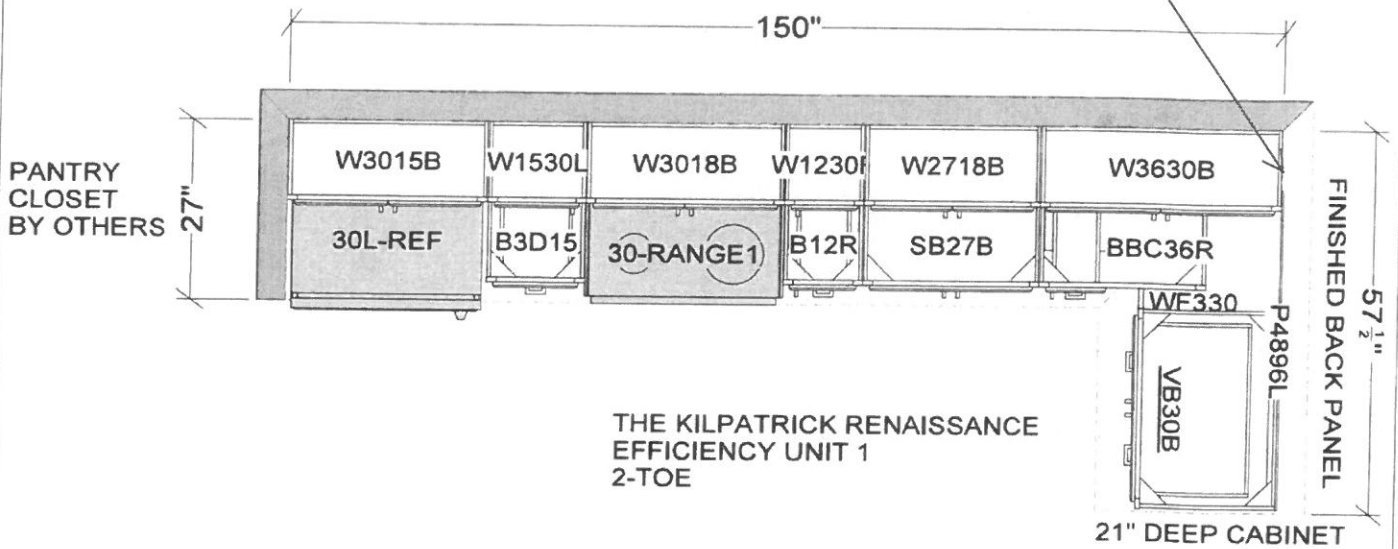 150"
PANTRY
CLOSET
BY OTHERS
27"
W3015B
W1530L
W3018B
W1230
W2718B
W3630B
30L-REF
B3D15
30-RANGE1
B12R
SB27B
BBC36R
WF330
P4896L
VB30B
FINISHED BACK PANEL
57 1/2"
THE KILPATRICK RENAISSANCE
EFFICIENCY UNIT 1
2-TOE
21" DEEP CABINET